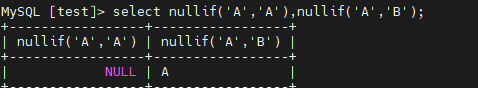 MySQL [test]> select nullif('A','A'),nullif('A','B');
+-----------------+-----------------+
| nullif('A','A') | nullif('A','B') |
+-----------------+-----------------+
|            NULL | A               |
+-----------------+-----------------+